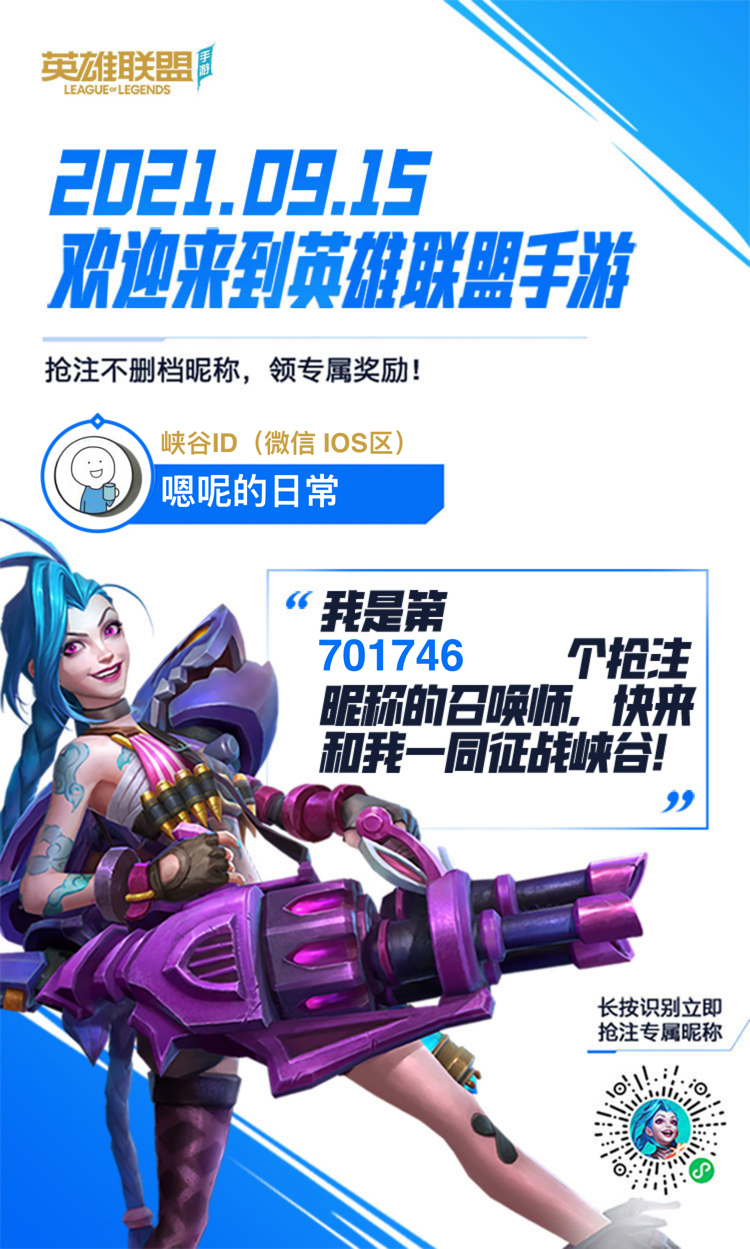 英雄联盟手游
LEAGUE OF LEGENDS
2021.09.15
欢迎来到英雄联盟手游
抢注不删档昵称，领专属奖励！
峡谷ID（微信 IOS区）
嗯呢的日常
“我是第
701746 个抢注
昵称的召唤师，快来
和我一同征战峡谷！
”
长按识别立即
抢注专属昵称